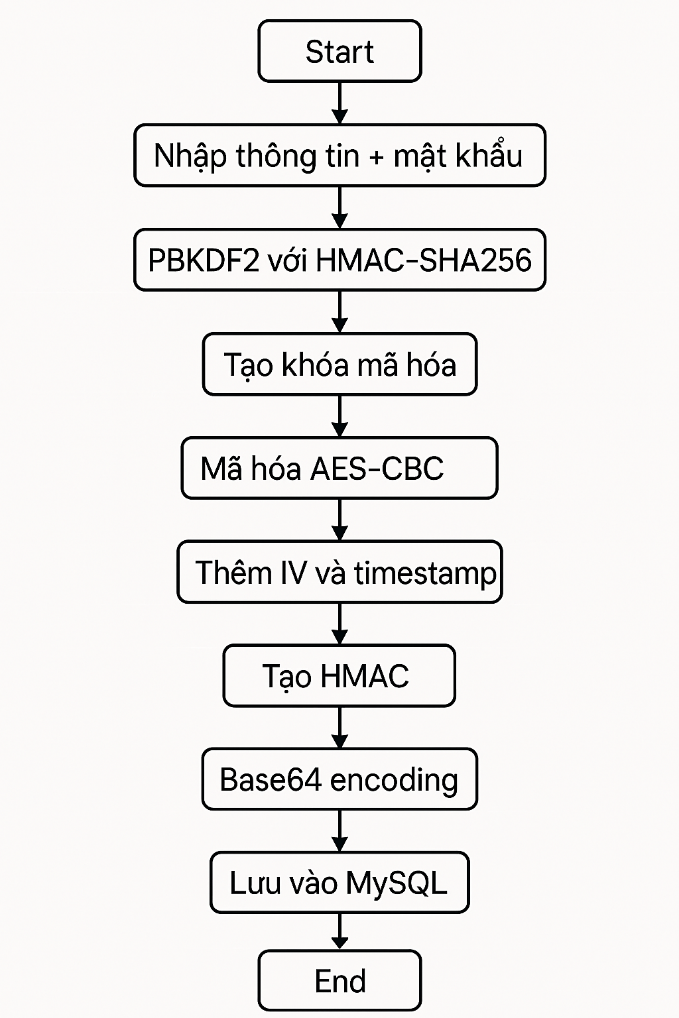 Start
Nhập thông tin + mật khẩu
PBKDF2 với HMAC-SHA256
Tạo khóa mã hóa
Mã hóa AES-CBC
Thêm IV và timestamp
Tạo HMAC
Base64 encoding
Lưu vào MySQL
End